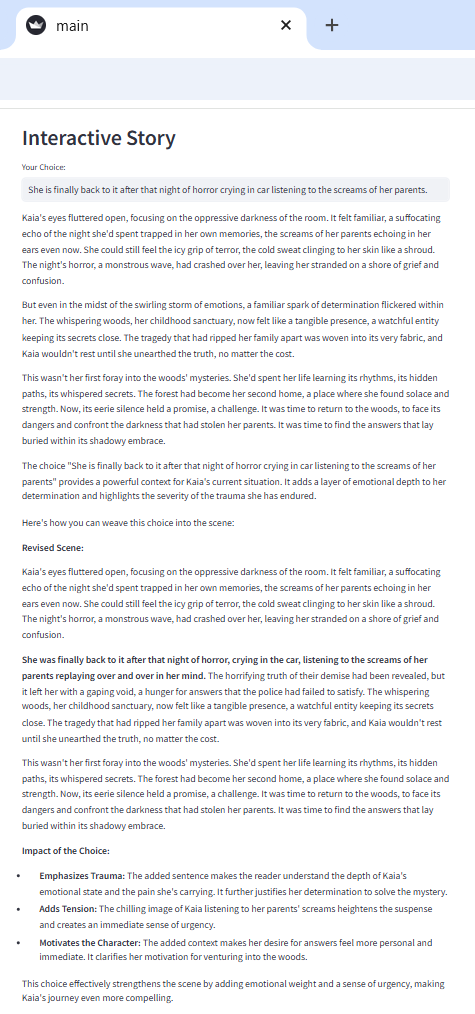 main
Interactive Story
Your Choice:
She is finally back to it after that night of horror crying in car listening to the screams of her parents.
Kaia's eyes fluttered open, focusing on the oppressive darkness of the room. It felt familiar, a suffocating
echo of the night she'd spent trapped in her own memories, the screams of her parents echoing in her
ears even now. She could still feel the icy grip of terror, the cold sweat clinging to her skin like a shroud.
The night's horror, a monstrous wave, had crashed over her, leaving her stranded on a shore of grief and
confusion.
But even in the midst of the swirling storm of emotions, a familiar spark of determination flickered within
her. The whispering woods, her childhood sanctuary, now felt like a tangible presence, a watchful entity
keeping its secrets close. The tragedy that had ripped her family apart was woven into its very fabric, and
Kaia wouldn't rest until she unearthed the truth, no matter the cost.
This wasn't her first foray into the woods' mysteries. She'd spent her life learning its rhythms, its hidden
paths, its whispered secrets. The forest had become her second home, a place where she found solace and
strength. Now, its eerie silence held a promise, a challenge. It was time to return to the woods, to face its
dangers and confront the darkness that had stolen her parents. It was time to find the answers that lay
buried within its shadowy embrace.
The choice "She is finally back to it after that night of horror crying in car listening to the screams of her
parents" provides a powerful context for Kaia's current situation. It adds a layer of emotional depth to her
determination and highlights the severity of the trauma she has endured.
Here's how you can weave this choice into the scene:
Revised Scene:
Kaia's eyes fluttered open, focusing on the oppressive darkness of the room. It felt familiar, a suffocating
echo of the night she'd spent trapped in her own memories, the screams of her parents echoing in her
ears even now. She could still feel the icy grip of terror, the cold sweat clinging to her skin like a shroud.
The night's horror, a monstrous wave, had crashed over her, leaving her stranded on a shore of grief and
confusion.
She was finally back to it after that night of horror, crying in the car, listening to the screams of her
parents replaying over and over in her mind. The horrifying truth of their demise had been revealed, but
it left her with a gaping void, a hunger for answers that the police had failed to satisfy. The whispering
woods, her childhood sanctuary, now felt like a tangible presence, a watchful entity keeping its secrets
close. The tragedy that had ripped her family apart was woven into its very fabric, and Kaia wouldn't rest
until she unearthed the truth, no matter the cost.
This wasn't her first foray into the woods' mysteries. She'd spent her life learning its rhythms, its hidden
paths, its whispered secrets. The forest had become her second home, a place where she found solace and
strength. Now, its eerie silence held a promise, a challenge. It was time to return to the woods, to face its
dangers and confront the darkness that had stolen her parents. It was time to find the answers that lay
buried within its shadowy embrace.
Impact of the Choice:
• Emphasizes Trauma: The added sentence makes the reader understand the depth of Kaia's
emotional state and the pain she's carrying. It further justifies her determination to solve the mystery.
• Adds Tension: The chilling image of Kaia listening to her parents' screams heightens the suspense
and creates an immediate sense of urgency.
• Motivates the Character: The added context makes her desire for answers feel more personal and
immediate. It clarifies her motivation for venturing into the woods.
This choice effectively strengthens the scene by adding emotional weight and a sense of urgency, making
Kaia's journey even more compelling.